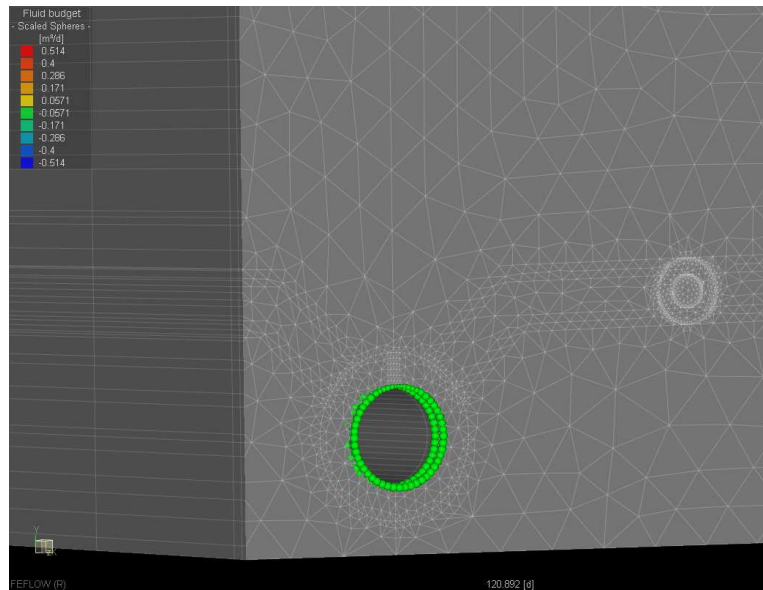 Fluid budget
- Scaled Spheres -
[m³/d]
0.514
0.4
0.286
0.171
0.0571
-0.0571
-0.171
-0.286
-0.4
-0.514
Y
FEFLOW (R)
120.892 [d]